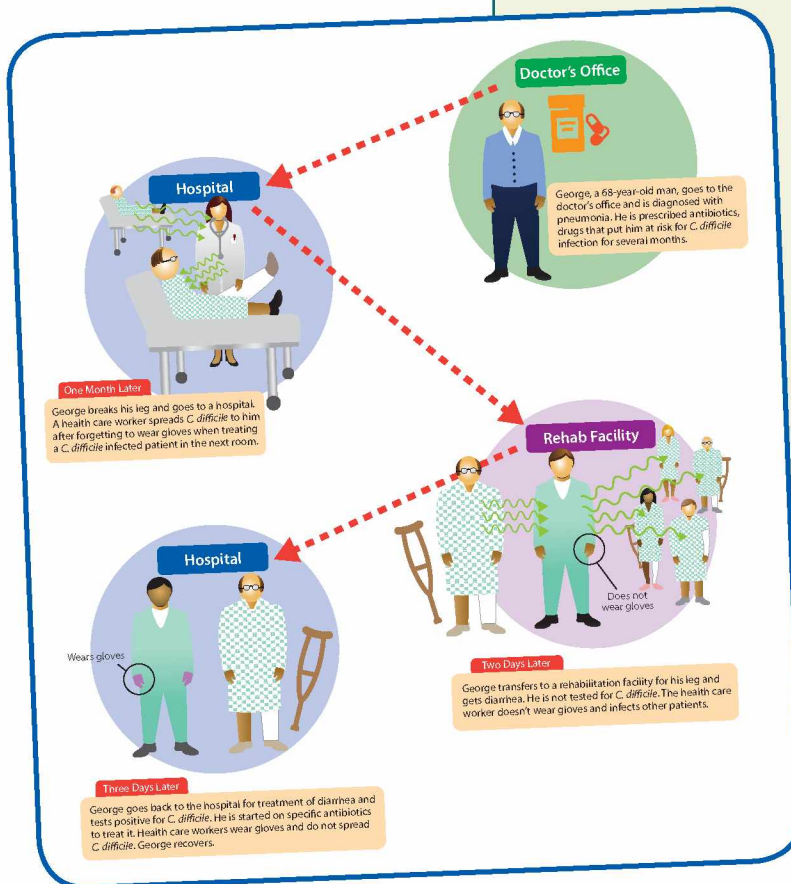 Doctor's Office
George, a 68-year-old man, goes to the
doctor's office and is diagnosed with
pneumonia. He is prescribed antibiotics,
drugs that put him at risk for C. difficile
infection for several months.
Hospital
One Month Later
George breaks his leg and goes to a hospital.
A health care worker spreads C. difficile to him
after forgetting to wear gloves when treating
a C. difficile infected patient in the next room.
Rehab Facility
Does not
wear gloves
Two Days Later
George transfers to a rehabilitation facility for his leg and
gets diarrhea. He is not tested for C. difficile. The health care
worker doesn't wear gloves and infects other patients.
Hospital
Wears gloves
Three Days Later
George goes back to the hospital for treatment of diarrhea and
tests positive for C. difficile. He is started on specific antibiotics
to treat it. Health care workers wear gloves and do not spread
C. difficile. George recovers.